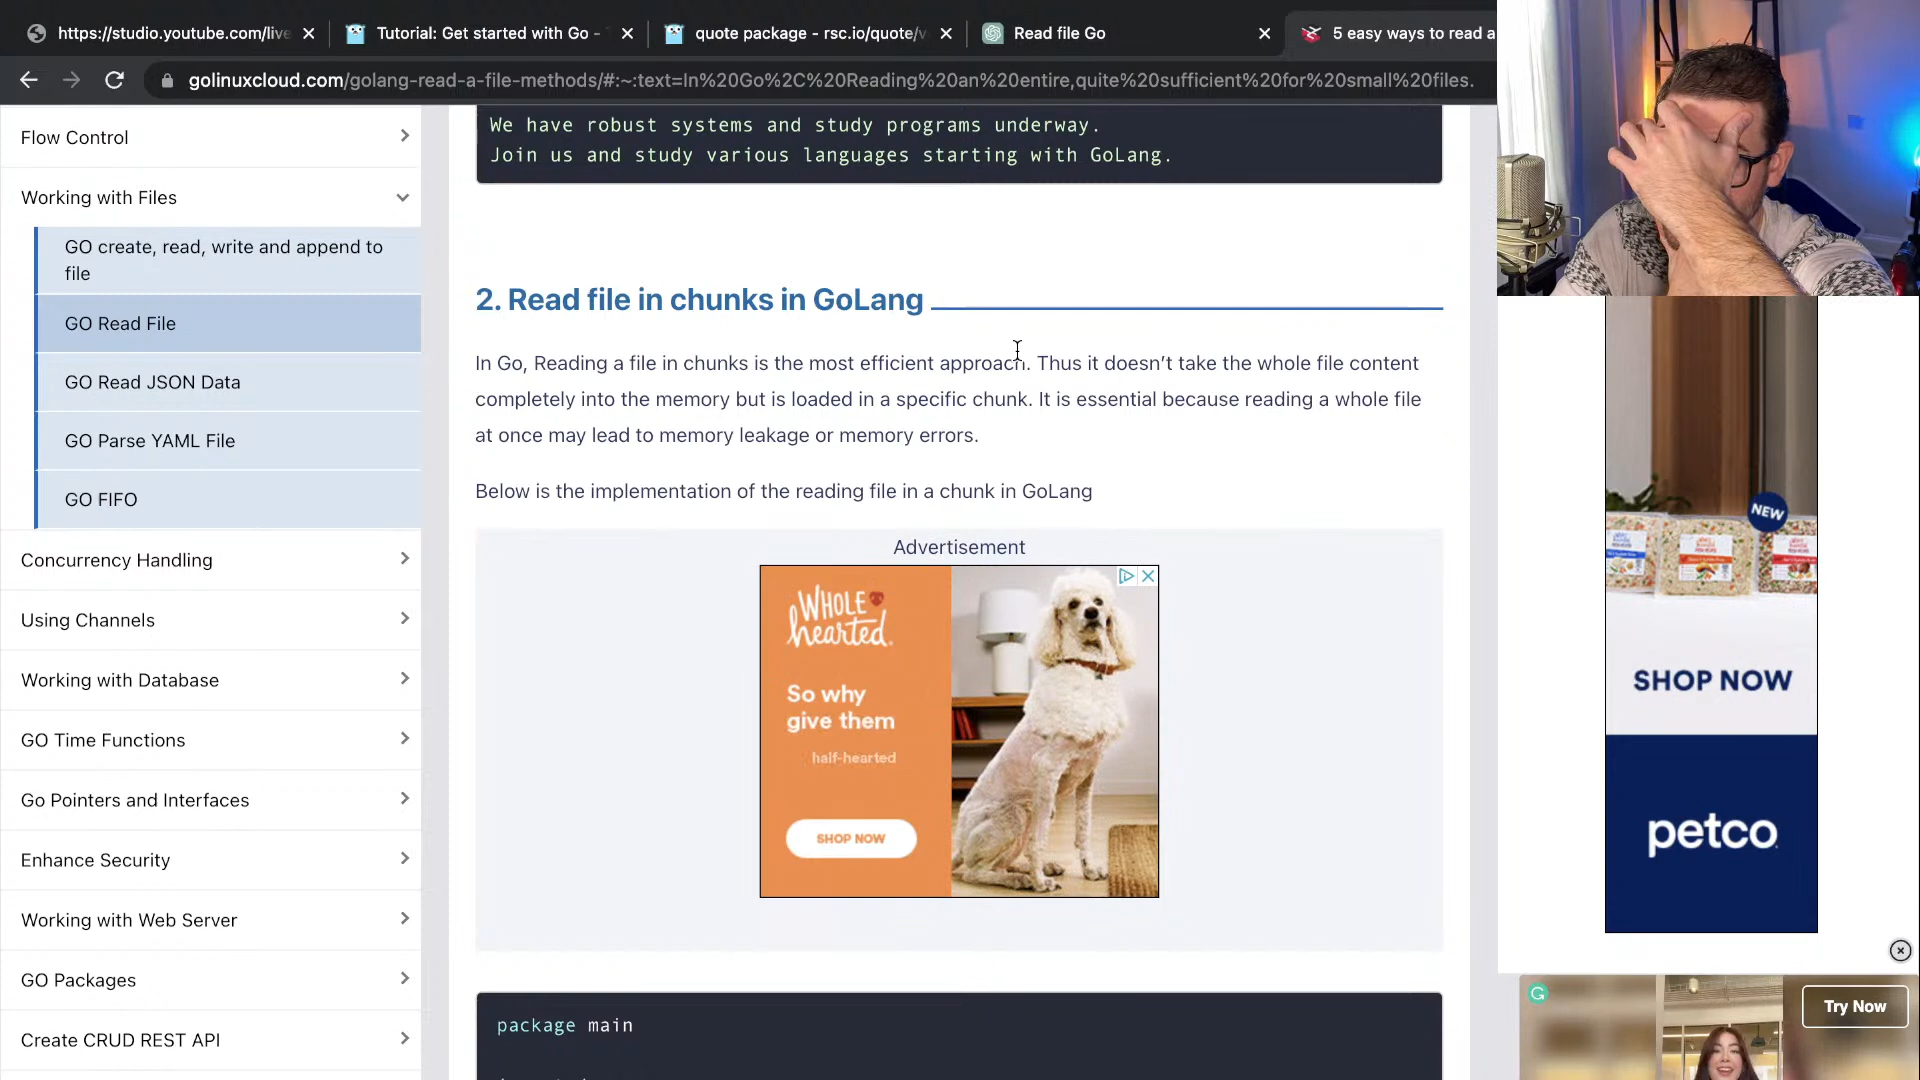 https://studio.youtube.com/live
Tutorial: Get started with Go -
quote package - rsc.io/quote/v
Read file Go
5 easy ways to read a
golinuxcloud.com/golang-read-a-file-methods/#:~:text=In%20Go%2C%20Reading%20an%20entire,quite%20sufficient%20for%20small%20files.
Flow Control
Working with Files
GO create, read, write and append to
file
GO Read File
GO Read JSON Data
GO Parse YAML File
GO FIFO
Concurrency Handling
Using Channels
Working with Database
GO Time Functions
Go Pointers and Interfaces
Enhance Security
Working with Web Server
GO Packages
Create CRUD REST API
We have robust systems and study programs underway.
Join us and study various languages starting with GoLang.
2. Read file in chunks in GoLang
In Go, Reading a file in chunks is the most efficient approach. Thus it doesn’t take the whole file content
completely into the memory but is loaded in a specific chunk. It is essential because reading a whole file
at once may lead to memory leakage or memory errors.
Below is the implementation of the reading file in a chunk in GoLang
Advertisement
WHOLE
hearted.
So why
give them
half-hearted
SHOP NOW
package main
NEW
SHOP NOW
petco
Try Now